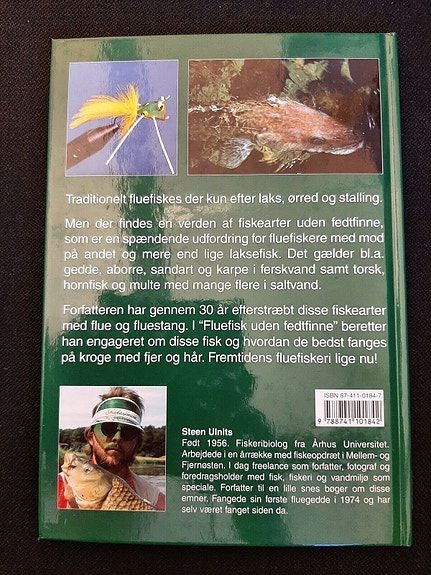 Traditionelt fluefiskes der kun efter laks, ørred og stalling.
Men der findes en verden af fiskearter uden fedtfinne,
som er en spændende udfordring for fluefiskere med mod
på andet og mere end lige laksefisk. Det gælder bl.a.
gedde, aborre, sandart og karpe i ferskvand samt torsk,
hornfisk og multe med mange flere i saltvand.
Forfatteren har gennem 30 år efterstræbt disse fiskearter
med flue og fluestang. I "Fluefisk uden fedtfinne" beretter
han engageret om disse fisk og hvordan de bedst fanges
på kroge med fjer og hår. Fremtidens fluefiskeri lige nu!
ISBN 87-411-0184-7
9 788741 101842
Steen Ulnits
Født 1956. Fiskeribiolog fra Århus Universitet.
Arbejdede i en årrække med fiskeopdræt i Mellem- og
Fjernøsten. I dag freelance som forfatter, fotograf og
foredragsholder med fisk, fiskeri og vandmiljø som
speciale. Forfatter til en lille snes bøger om disse
emner. Fangede sin første fluegedde i 1974 og har
selv været fanget siden da.